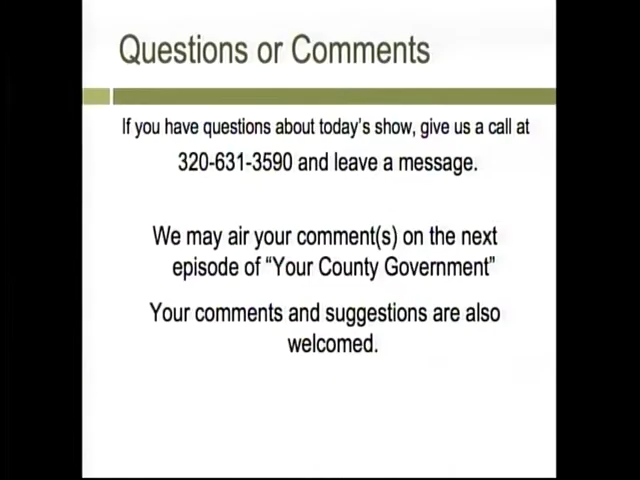 Questions or Comments
If you have questions about today's show, give us a call at
320-631-3590 and leave a message.
We may air your comment(s) on the next
episode of “Your County Government”
Your comments and suggestions are also
welcomed.